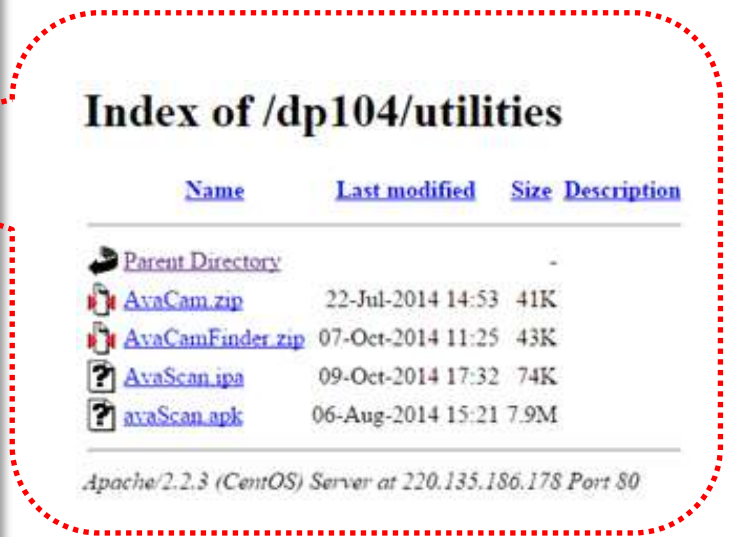 Index of /dp104/utilities
Name Last modified Size Description
Parent Directory -
AvaCam.zip 22-Jul-2014 14:53 41K
AvaCamFinder.zip 07-Oct-2014 11:25 43K
AvaScan.ipa 09-Oct-2014 17:32 74K
avaScan.apk 06-Aug-2014 15:21 7.9M
Apache/2.2.3 (CentOS) Server at 220.135.186.178 Port 80